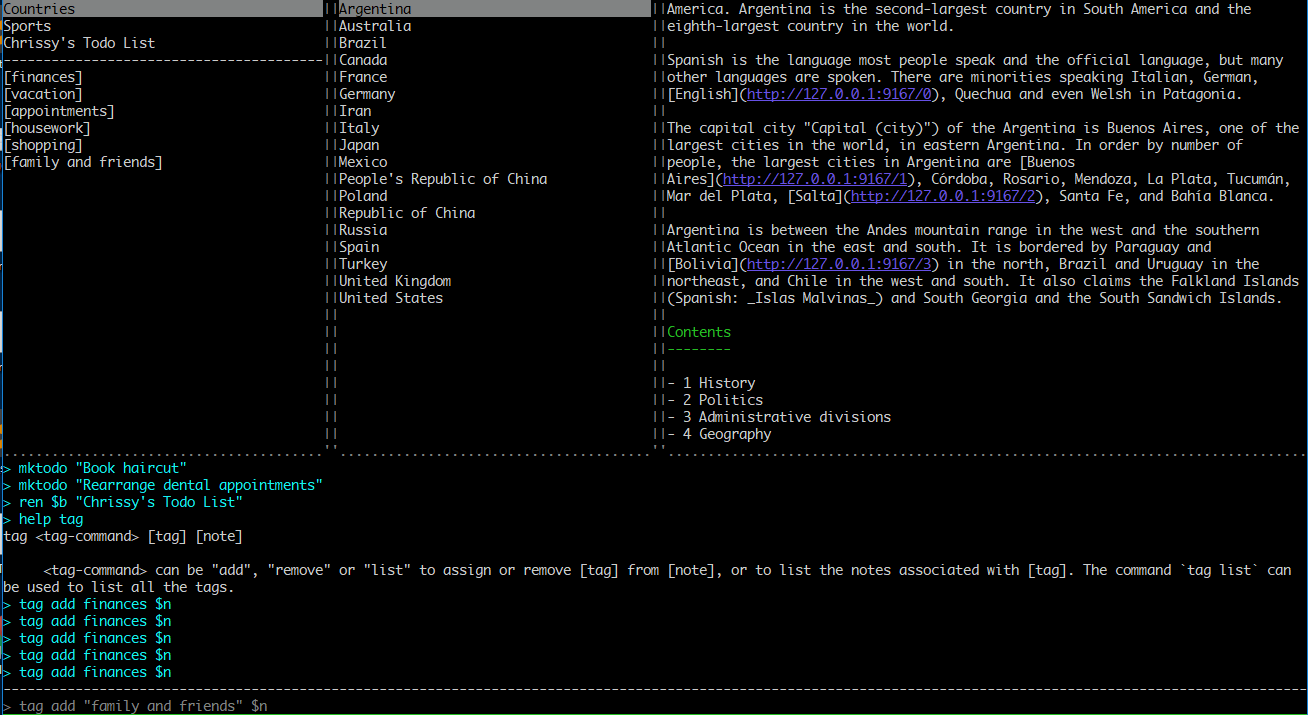 Countries
Sports
Chrissy's Todo List
[finances]
[vacation]
[appointments]
[housework]
[shopping]
[family and friends]
Argentina
Australia
Brazil
Canada
France
Germany
Iran
Italy
Japan
Mexico
People's Republic of China
Poland
Republic of China
Russia
Spain
Turkey
United Kingdom
United States
America. Argentina is the second-largest country in South America and the
eighth-largest country in the world.
Spanish is the language most people speak and the official language, but many
other languages are spoken. There are minorities speaking Italian, German,
[English](http://127.0.0.1:9167/0), Quechua and even Welsh in Patagonia.
The capital city "Capital (city)") of the Argentina is Buenos Aires, one of the
largest cities in the world, in eastern Argentina. In order by number of
people, the largest cities in Argentina are [Buenos
Aires](http://127.0.0.1:9167/1), Córdoba, Rosario, Mendoza, La Plata, Tucumán,
Mar del Plata, [Salta](http://127.0.0.1:9167/2), Santa Fe, and Bahía Blanca.
Argentina is between the Andes mountain range in the west and the southern
Atlantic Ocean in the east and south. It is bordered by Paraguay and
[Bolivia](http://127.0.0.1:9167/3) in the north, Brazil and Uruguay in the
northeast, and Chile in the west and south. It also claims the Falkland Islands
(Spanish: _Islas Malvinas_) and South Georgia and the South Sandwich Islands.
Contents
--------
- 1 History
- 2 Politics
- 3 Administrative divisions
- 4 Geography
> mktodo "Book haircut"
> mktodo "Rearrange dental appointments"
> ren $b "Chrissy's Todo List"
> help tag
tag <tag-command> [tag] [note]
<tag-command> can be "add", "remove" or "list" to assign or remove [tag] from [note], or to list the notes associated with [tag]. The command `tag list` can
be used to list all the tags.
> tag add finances $n
> tag add finances $n
> tag add finances $n
> tag add finances $n
> tag add finances $n
> tag add "family and friends" $n